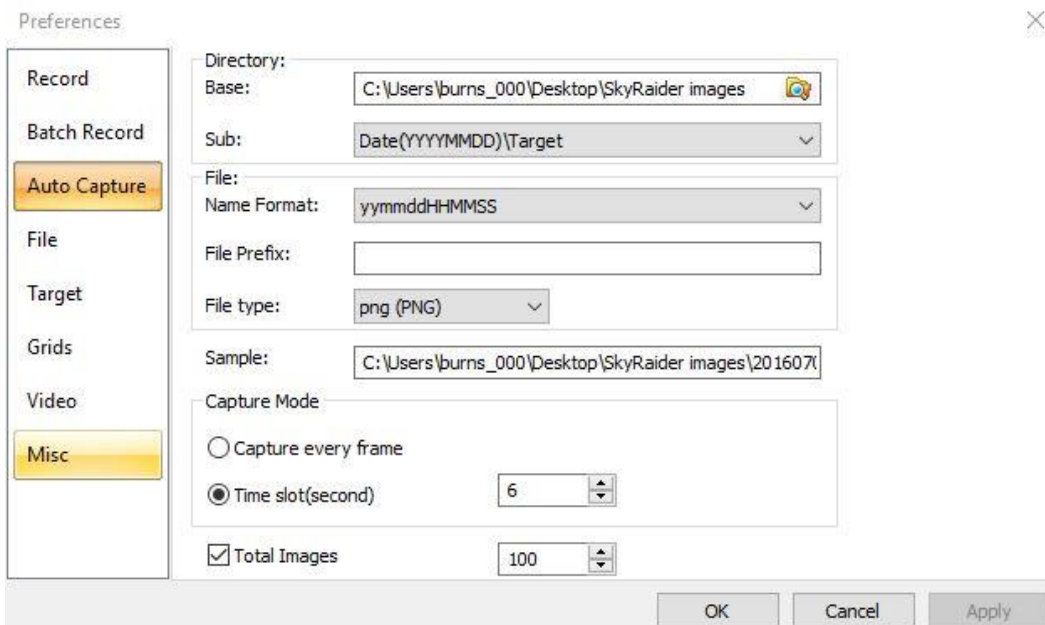 Preferences
Record
Batch Record
Auto Capture
File
Target
Grids
Video
Misc
Directory:
Base: C:\Users\burns_000\Desktop\SkyRaider images
Sub: Date(YYYYMMDD)\Target
File:
Name Format: yymmddHHMMSS
File Prefix:
File type: png (PNG)
Sample: C:\Users\burns_000\Desktop\SkyRaider images\2016070
Capture Mode
Capture every frame
Time slot(second) 6
Total Images 100
OK Cancel Apply